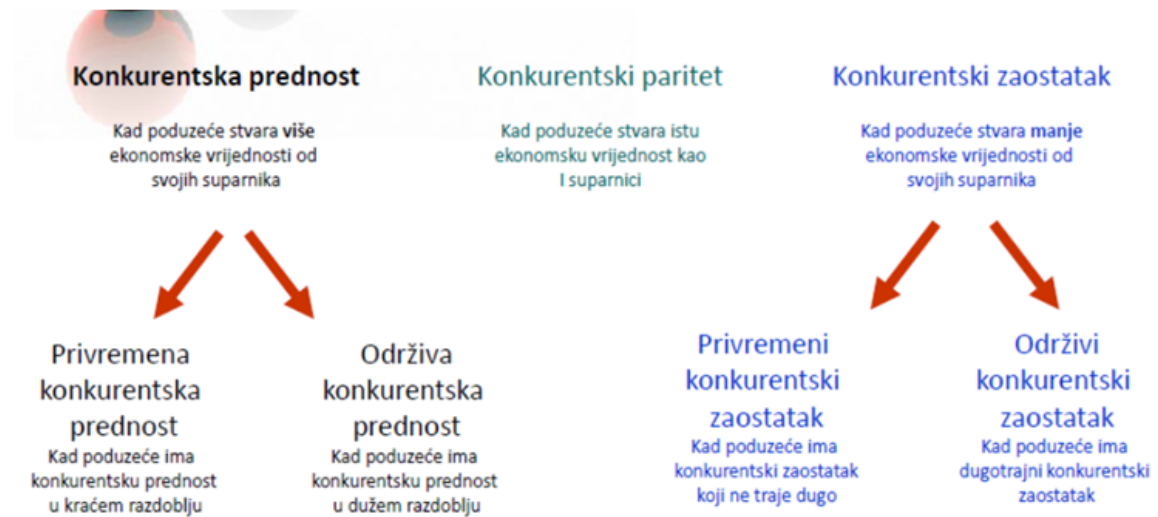 Konkurentska prednost
Kad poduzeće stvara više
ekonomske vrijednosti od
svojih suparnika
Konkurentski paritet
Kad poduzeće stvara istu
ekonomsku vrijednost kao
I suparnici
Konkurentski zaostatak
Kad poduzeće stvara manje
ekonomske vrijednosti od
svojih suparnika
Privremena
konkurentska
prednost
Kad poduzeće ima
konkurentsku prednost
u kraćem razdoblju
Održiva
konkurentska
prednost
Kad poduzeće ima
konkurentsku prednost
u dužem razdoblju
Privremeni
konkurentski
zaostatak
Kad poduzeće ima
konkurentski zaostatak
koji ne traje dugo
Održivi
konkurentski
zaostatak
Kad poduzeće ima
dugotrajni konkurentski
zaostatak